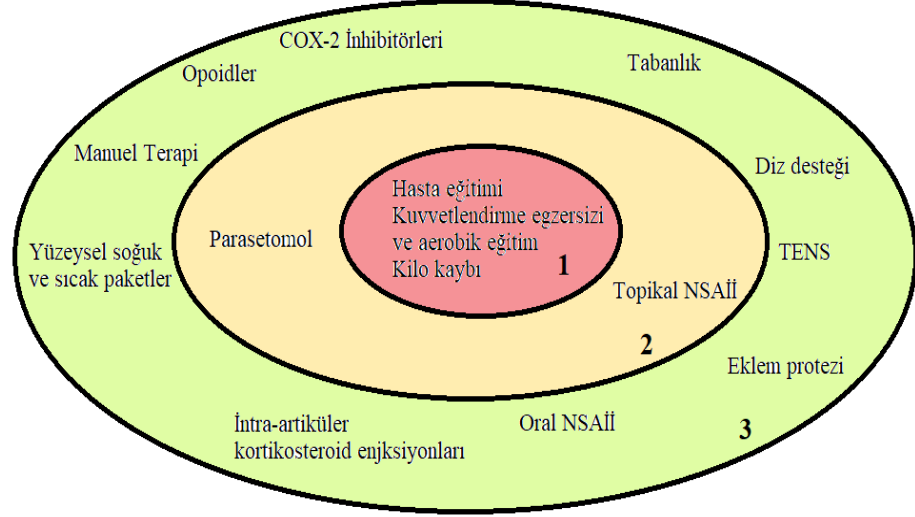 COX-2 İnhibitörleri
Opoidler
Tabanlık
Manuel Terapi
Diz desteği
Hasta eğitimi
Kuvvetlendirme egzersizi
ve aerobik eğitim
Kilo kaybı
1
Parasetomol
Yüzeysel soğuk
ve sıcak paketler
TENS
Topikal NSAİİ
2
Eklem protezi
İntra-artiküler
kortikosteroid enjksiyonları
Oral NSAİİ
3